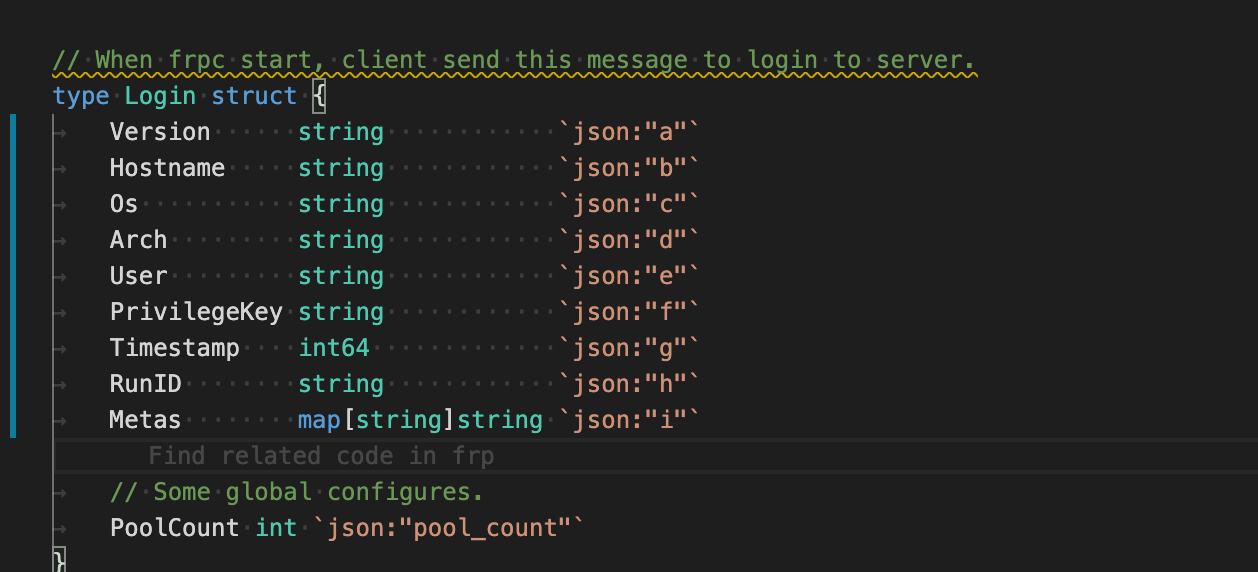 // When frpc start, client send this message to login to server.
type Login struct {
Version string `json:"a"`
Hostname string `json:"b"`
Os string `json:"c"`
Arch string `json:"d"`
User string `json:"e"`
PrivilegeKey string `json:"f"`
Timestamp int64 `json:"g"`
RunID string `json:"h"`
Metas map[string]string `json:"i"`
Find related code in frp
// Some global configures.
PoolCount int `json:"pool_count"`
}